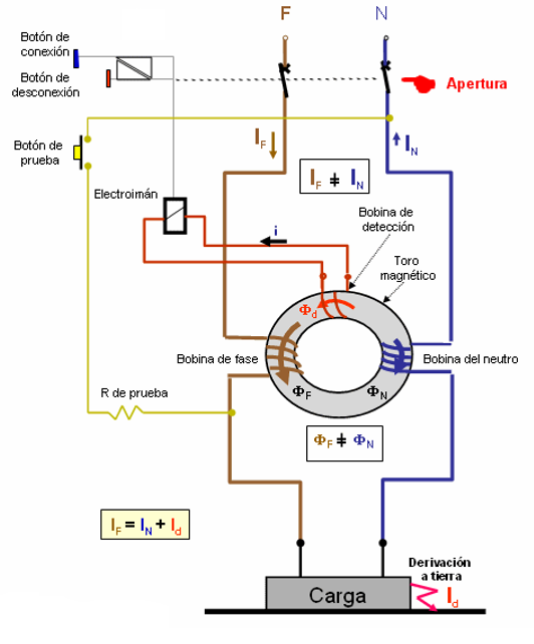 F
N
Botón de
conexión
Botón de
desconexión
Apertura
Botón de
prueba
IF
IN
IF ≠ IN
Electroimán
i
Bobina de
detección
Toro
magnético
Φd
Bobina de fase
Bobina del neutro
ΦF
ΦN
R de prueba
ΦF ≠ ΦN
IF = IN + Id
Derivación
a tierra
Carga
Id